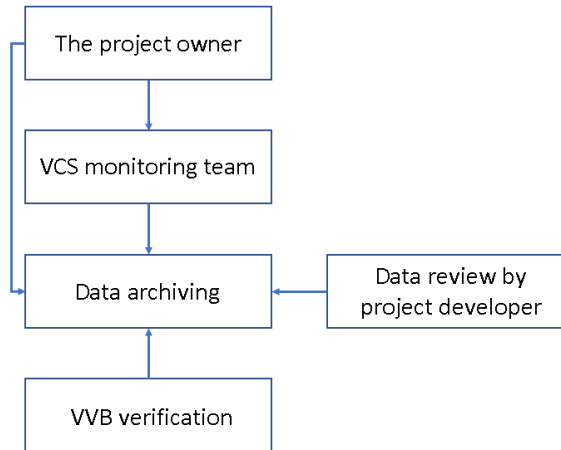 The project owner
VCS monitoring team
Data archiving
Data review by
project developer
VVB verification